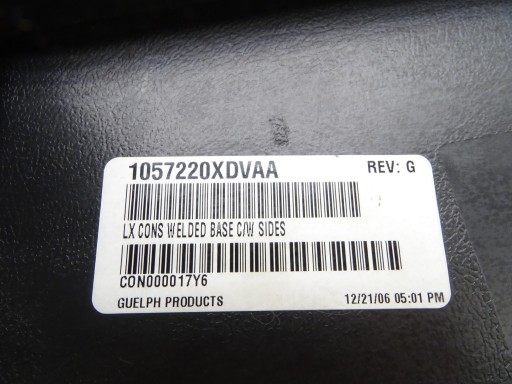 1057220XDVAA REV: G
LX CONS WELDED BASE C/W SIDES
CON000017Y6
GUELPH PRODUCTS 12/21/06 05:01 PM